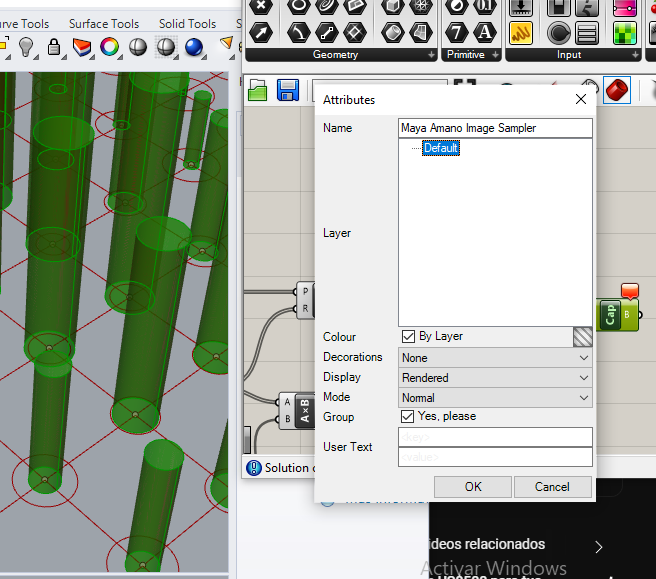 urve Tools Surface Tools Solid Tools S
Geometry Primitive Input
Attributes
Name Maya Amano Image Sampler
Default
Layer
P
R
Cap B
Colour By Layer
Decorations None
Display Rendered
Mode Normal
Group Yes, please
A
B
A×B
<key>
User Text
<value>
Solution o
OK Cancel
ideos relacionados
Activar Windows